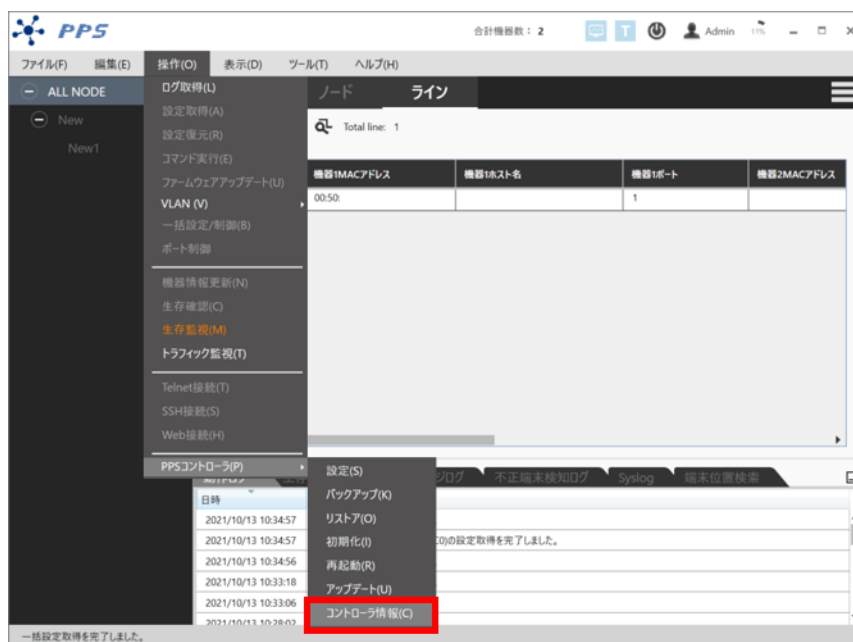 PPS
合計機器数： 2
T
Admin
11%
ファイル(F) 編集(E) 操作(O) 表示(D) ツール(T) ヘルプ(H)
ALL NODE
New
New1
ログ取得(L)
設定取得(A)
設定復元(R)
コマンド実行(E)
ファームウェアアップデート(U)
VLAN (V)
一括設定/制御(B)
ポート制御
機器情報更新(N)
生存確認(C)
生存監視(M)
トラフィック監視(T)
Telnet接続(T)
SSH接続(S)
Web接続(H)
PPSコントローラ(P)
ノード ライン
Total line: 1
機器1MACアドレス 機器1ホスト名 機器1ポート 機器2MACアドレス
00:50: 1
設定(S)
バックアップ(K)
リストア(O)
初期化(I)
再起動(R)
アップデート(U)
コントローラ情報(C)
不正端末検知ログ Syslog 端末位置検索
日時
2021/10/13 10:34:57
2021/10/13 10:34:57 の設定取得を完了しました。
2021/10/13 10:34:56
2021/10/13 10:33:18
2021/10/13 10:33:06
2021/10/13 10:28:02
一括設定取得を完了しました。